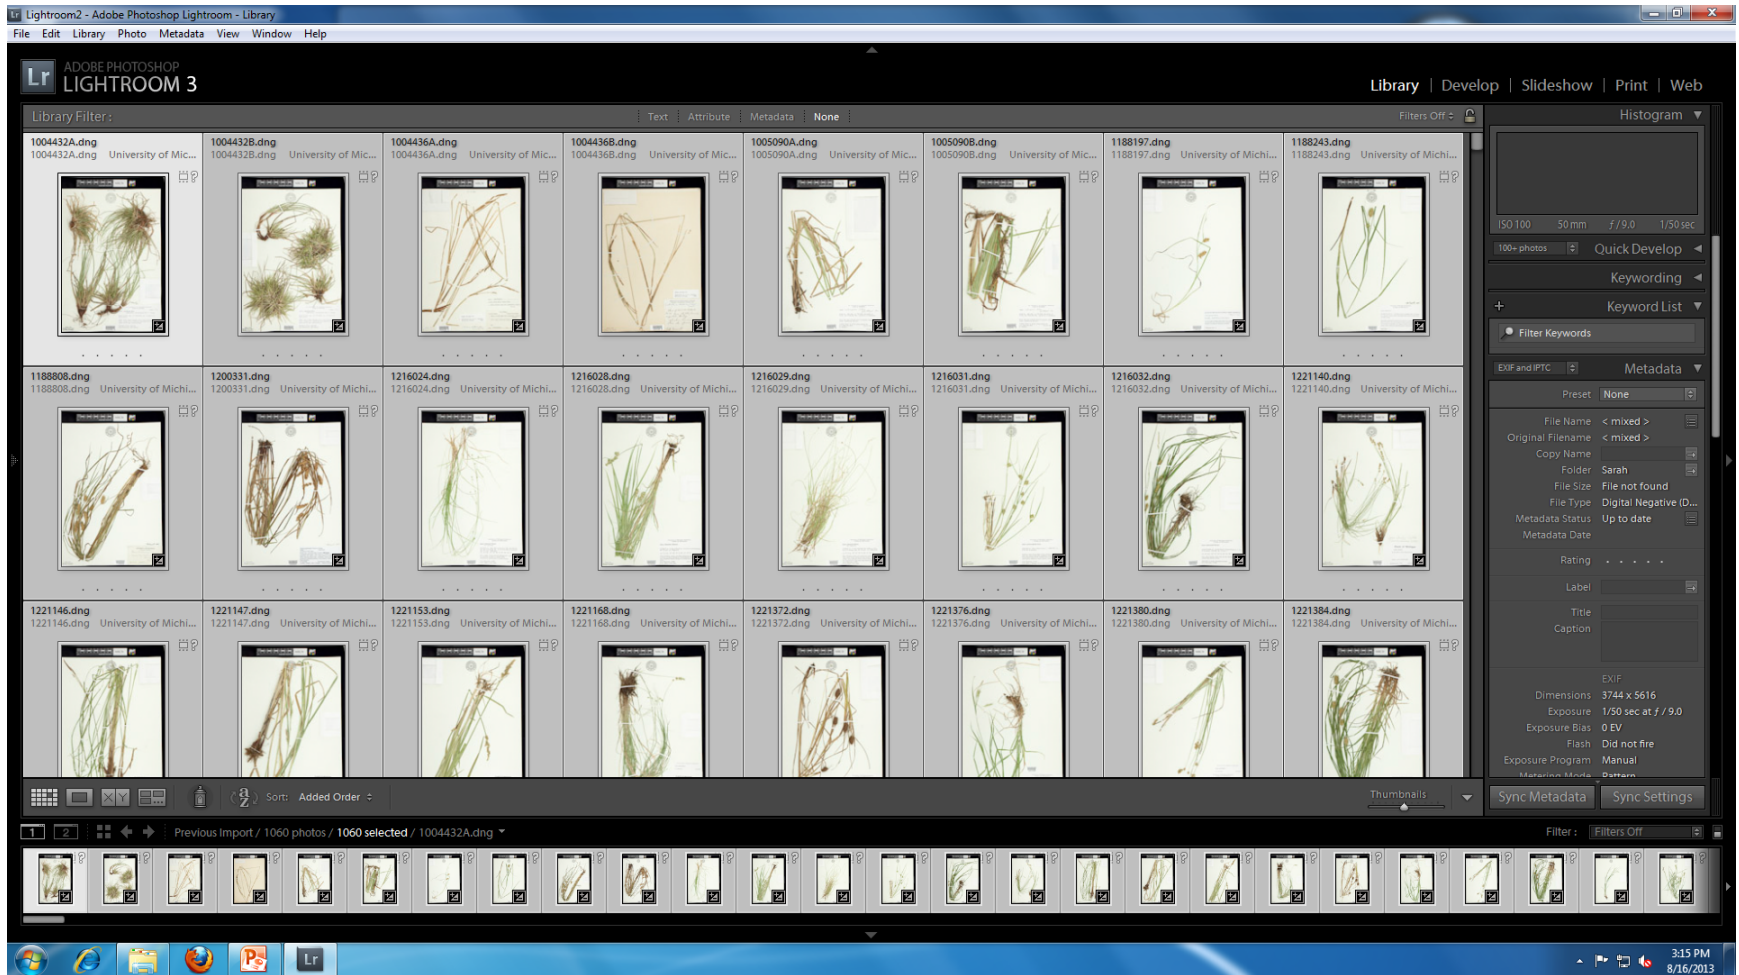 Lightroom2 - Adobe Photoshop Lightroom - Library
File Edit Library Photo Metadata View Window Help
Lr ADOBE PHOTOSHOP
LIGHTROOM 3
Library | Develop | Slideshow | Print | Web
Library Filter : Text Attribute Metadata None Filters Off
1004432A.dng 1004432B.dng 1004436A.dng 1004436B.dng 1005090A.dng 1005090B.dng 1188197.dng 1188243.dng
1004432A.dng University of Mic... 1004432B.dng University of Mic... 1004436A.dng University of Mic... 1004436B.dng University of Mic... 1005090A.dng University of Mic... 1005090B.dng University of Mic... 1188197.dng University of Michi... 1188243.dng University of Michi...
1188808.dng 1200331.dng 1216024.dng 1216028.dng 1216029.dng 1216031.dng 1216032.dng 1221140.dng
1188808.dng University of Michi... 1200331.dng University of Michi... 1216024.dng University of Michi... 1216028.dng University of Michi... 1216029.dng University of Michi... 1216031.dng University of Michi... 1216032.dng University of Michi... 1221140.dng University of Michi...
1221146.dng 1221147.dng 1221153.dng 1221168.dng 1221372.dng 1221376.dng 1221380.dng 1221384.dng
1221146.dng University of Michi... 1221147.dng University of Michi... 1221153.dng University of Michi... 1221168.dng University of Michi... 1221372.dng University of Michi... 1221376.dng University of Michi... 1221380.dng University of Michi... 1221384.dng University of Michi...
Histogram
ISO 100 50 mm ƒ / 9.0 1/50 sec
100+ photos Quick Develop
Keywording
+ Keyword List
Filter Keywords
EXIF and IPTC Metadata
Preset None
File Name < mixed >
Original Filename < mixed >
Copy Name
Folder Sarah
File Size File not found
File Type Digital Negative (D...
Metadata Status Up to date
Metadata Date
Rating
Label
Title
Caption
EXIF
Dimensions 3744 x 5616
Exposure 1/50 sec at ƒ / 9.0
Exposure Bias 0 EV
Flash Did not fire
Exposure Program Manual
Metering Mode Pattern
Sync Metadata Sync Settings
X Y a z Sort: Added Order Thumbnails
1 2 Previous Import / 1060 photos / 1060 selected / 1004432A.dng Filter : Filters Off
Lr
3:15 PM
8/16/2013